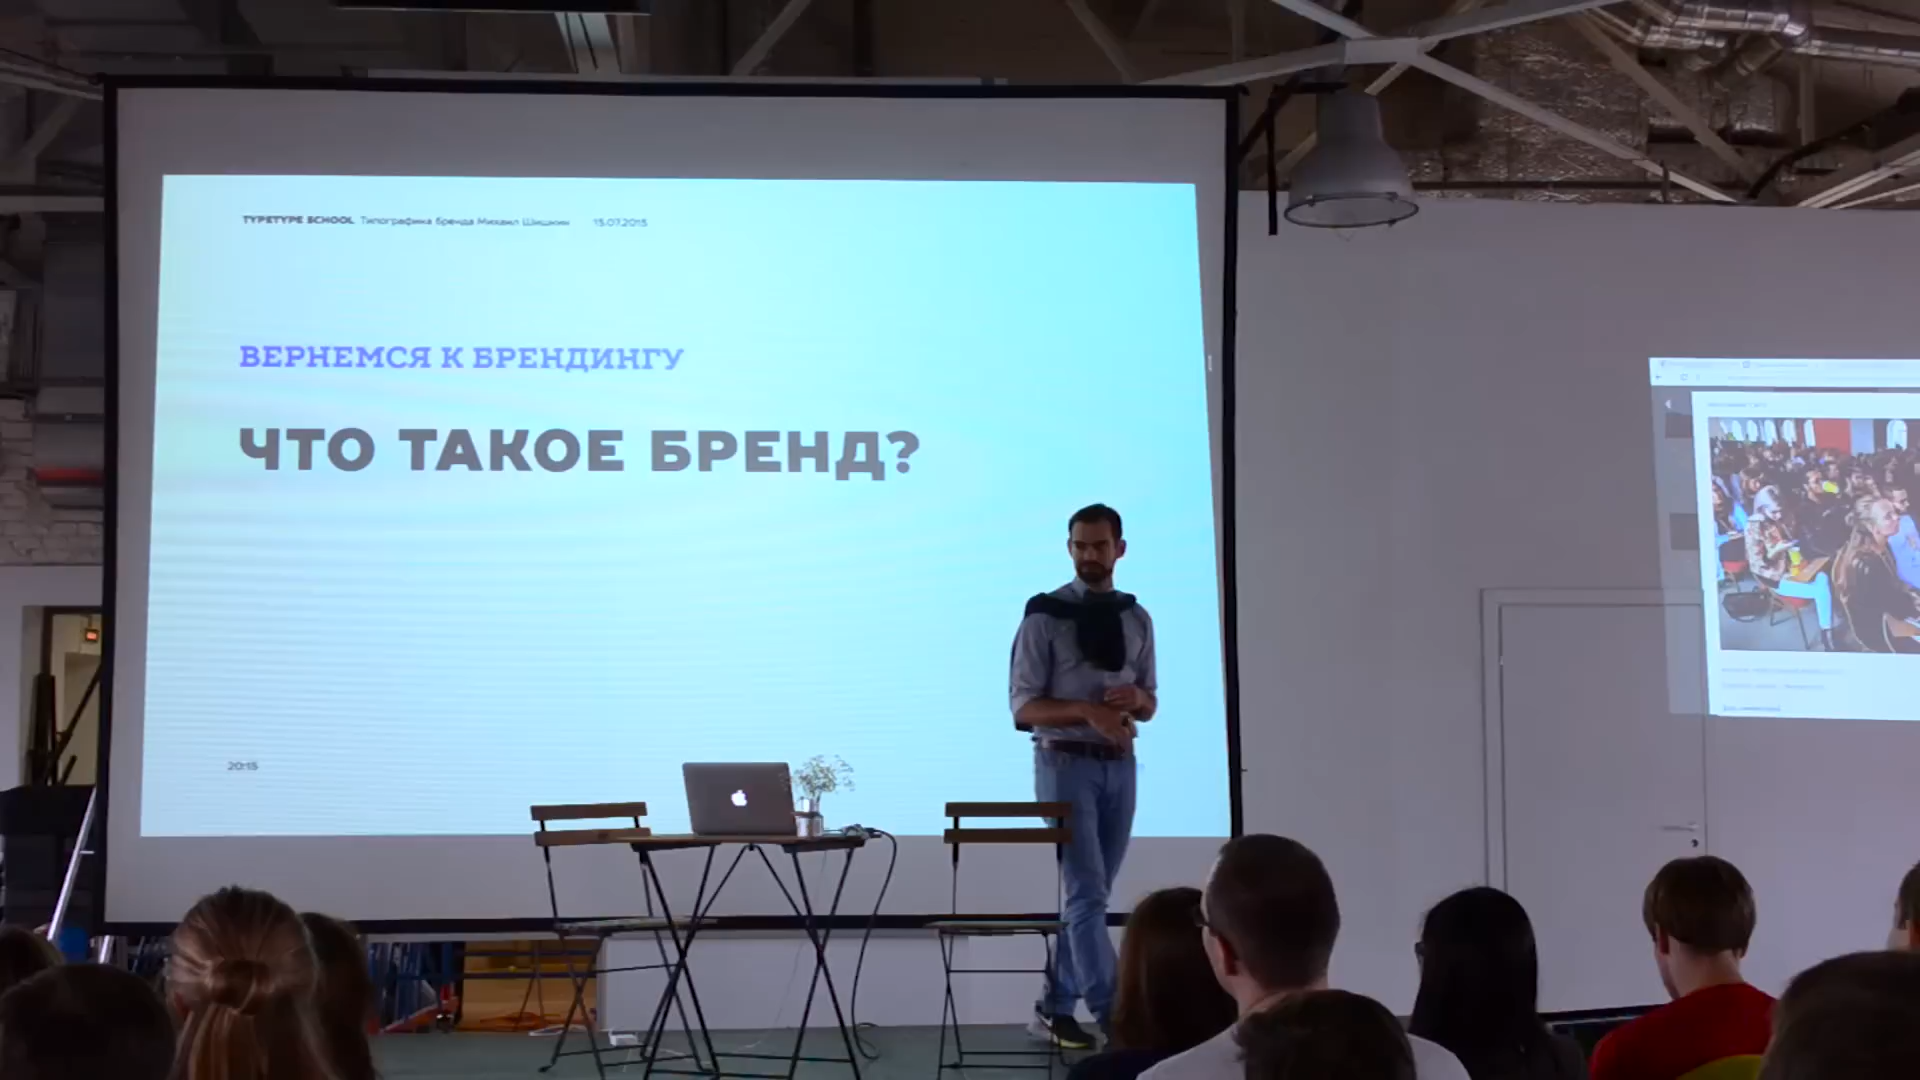 TYPETYPE SCHOOL Типографика бренда Михаил Шишкин 15.07.2015
ВЕРНЕМСЯ К БРЕНДИНГУ
ЧТО ТАКОЕ БРЕНД?
20:15